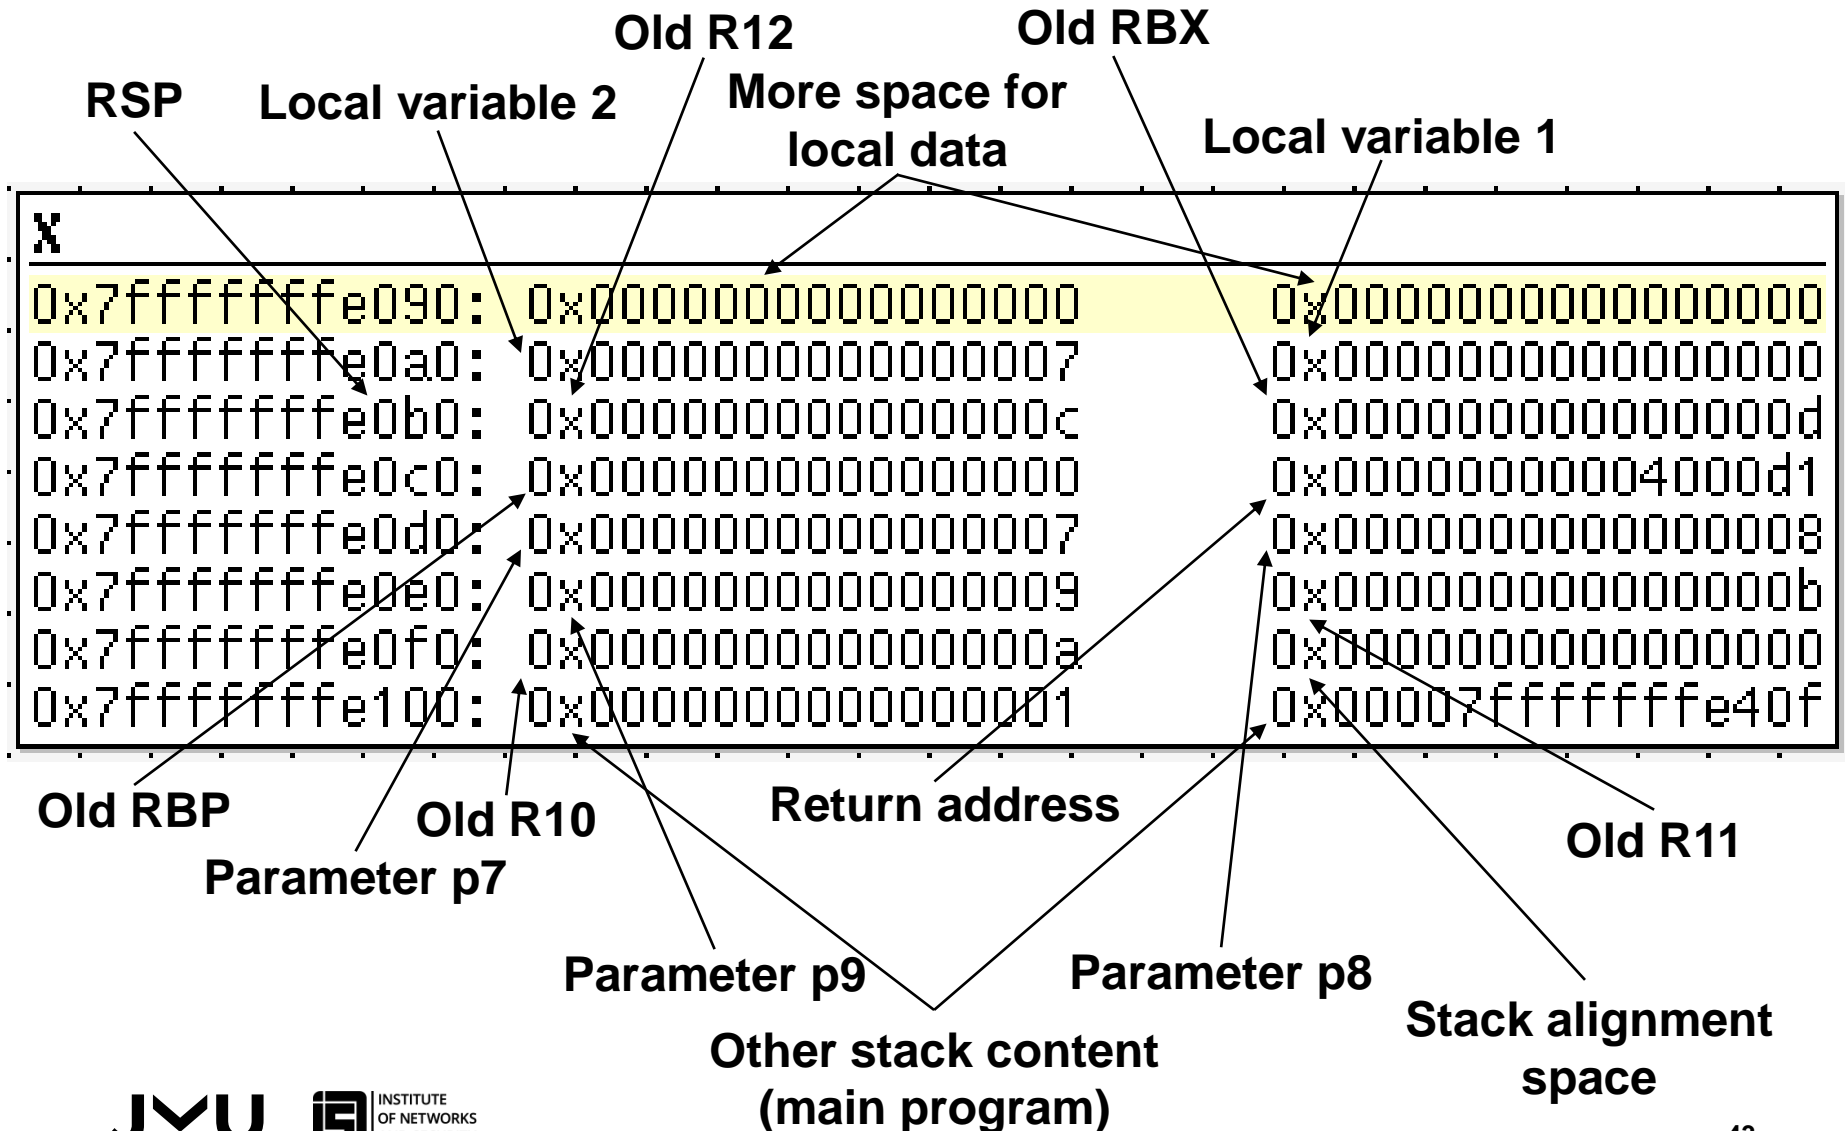 Old R12
Old RBX
RSP
Local variable 2
More space for
local data
Local variable 1
X
0x7fffffffe090: 0x0000000000000000 0x0000000000000000
0x7fffffffe0a0: 0x0000000000000007 0x0000000000000000
0x7fffffffe0b0: 0x000000000000000c 0x000000000000000d
0x7fffffffe0c0: 0x0000000000000000 0x00000000004000d1
0x7fffffffe0d0: 0x0000000000000007 0x0000000000000008
0x7fffffffe0e0: 0x0000000000000009 0x000000000000000b
0x7fffffffe0f0: 0x000000000000000a 0x0000000000000000
0x7fffffffe100: 0x0000000000000001 0x00007fffffffe40f
Old RBP
Old R10
Return address
Old R11
Parameter p7
Parameter p9
Parameter p8
Other stack content
(main program)
Stack alignment
space
JYU
INSTITUTE
OF NETWORKS